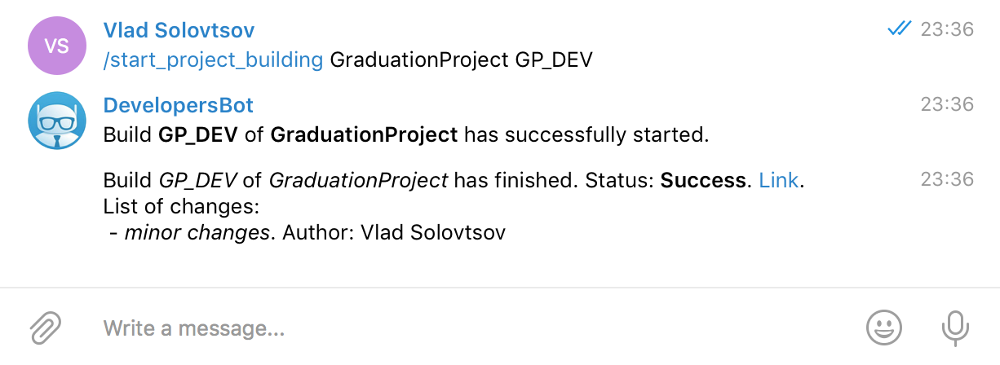 VS
Vlad Solovtsov
23:36
/start_project_building GraduationProject GP_DEV
DevelopersBot
23:36
Build GP_DEV of GraduationProject has successfully started.
Build GP_DEV of GraduationProject has finished. Status: Success. Link.
23:36
List of changes:
- minor changes. Author: Vlad Solovtsov
Write a message...